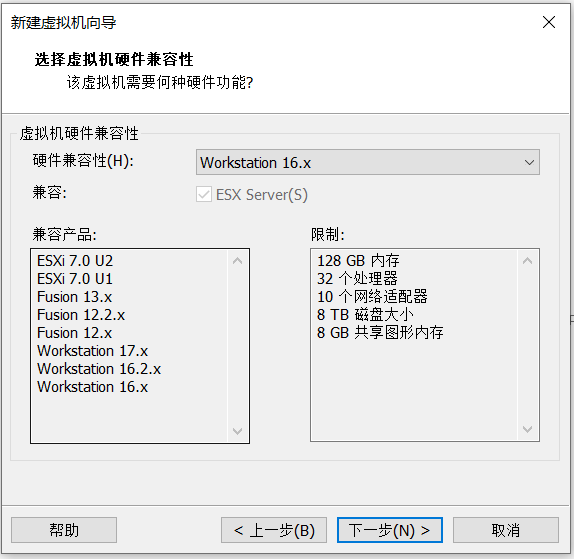 新建虚拟机向导
选择虚拟机硬件兼容性
该虚拟机需要何种硬件功能?
虚拟机硬件兼容性
硬件兼容性(H):
Workstation 16.x
兼容:
ESX Server(S)
兼容产品:
ESXi 7.0 U2
ESXi 7.0 U1
Fusion 13.x
Fusion 12.2.x
Fusion 12.x
Workstation 17.x
Workstation 16.2.x
Workstation 16.x
限制:
128 GB 内存
32 个处理器
10 个网络适配器
8 TB 磁盘大小
8 GB 共享图形内存
帮助
< 上一步(B)
下一步(N) >
取消